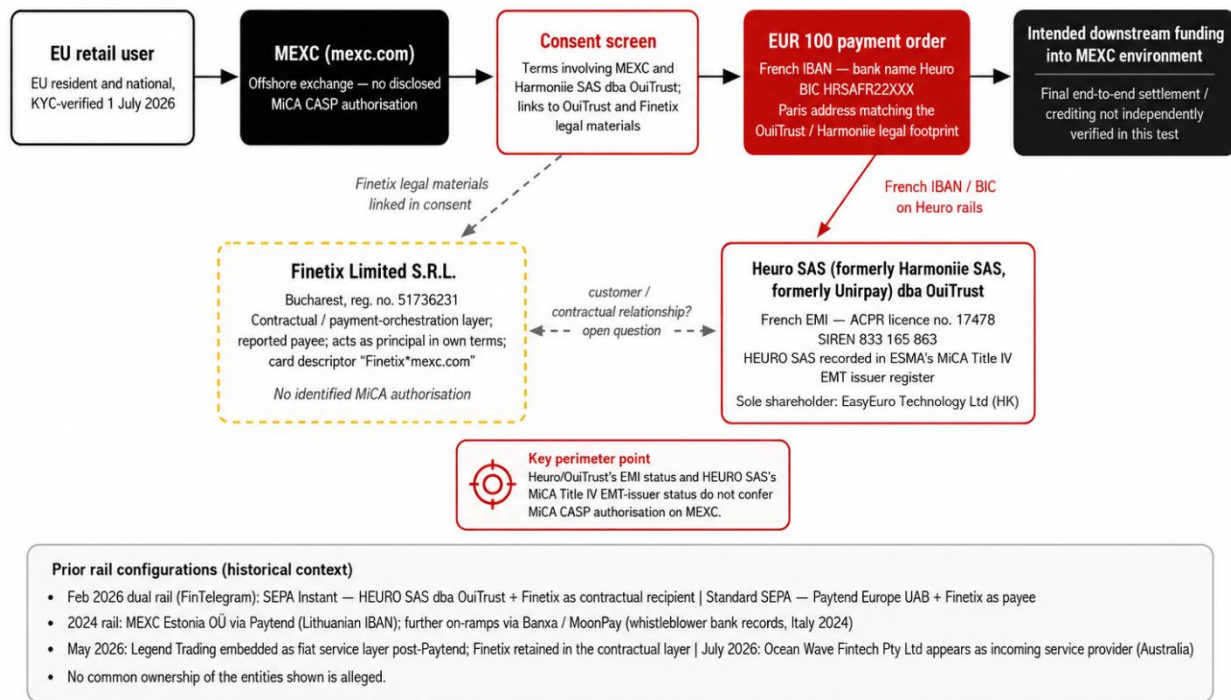 EU retail user
EU resident and national,
KYC-verified 1 July 2026
MEXC (mexc.com)
Offshore exchange — no disclosed
MiCA CASP authorisation
Consent screen
Terms involving MEXC and
Harmoniie SAS dba OuiTrust;
links to OuiTrust and Finetix
legal materials
EUR 100 payment order
French IBAN — bank name Heuro
BIC HRSAFR22XXX
Paris address matching the
OuiTrust / Harmoniie legal footprint
Intended downstream funding
into MEXC environment
Final end-to-end settlement /
crediting not independently
verified in this test
Finetix legal materials
linked in consent
French IBAN / BIC
on Heuro rails
Finetix Limited S.R.L.
Bucharest, reg. no. 51736231
Contractual / payment-orchestration layer;
reported payee; acts as principal in own terms;
card descriptor “Finetix*mexc.com”
No identified MiCA authorisation
customer /
contractual relationship?
open question
Heuro SAS (formerly Harmoniie SAS,
formerly Unirpay) dba OuiTrust
French EMI — ACPR licence no. 17478
SIREN 833 165 863
HEURO SAS recorded in ESMA’s MiCA Title IV
EMT issuer register
Sole shareholder: EasyEuro Technology Ltd (HK)
Key perimeter point
Heuro/OuiTrust’s EMI status and HEURO SAS’s
MiCA Title IV EMT-issuer status do not confer
MiCA CASP authorisation on MEXC.
Prior rail configurations (historical context)
• Feb 2026 dual rail (FinTelegram): SEPA Instant — HEURO SAS dba OuiTrust + Finetix as contractual recipient | Standard SEPA — Paytend Europe UAB + Finetix as payee
• 2024 rail: MEXC Estonia OÜ via Paytend (Lithuanian IBAN); further on-ramps via Banxa / MoonPay (whistleblower bank records, Italy 2024)
• May 2026: Legend Trading embedded as fiat service layer post-Paytend; Finetix retained in the contractual layer | July 2026: Ocean Wave Fintech Pty Ltd appears as incoming service provider (Australia)
• No common ownership of the entities shown is alleged.